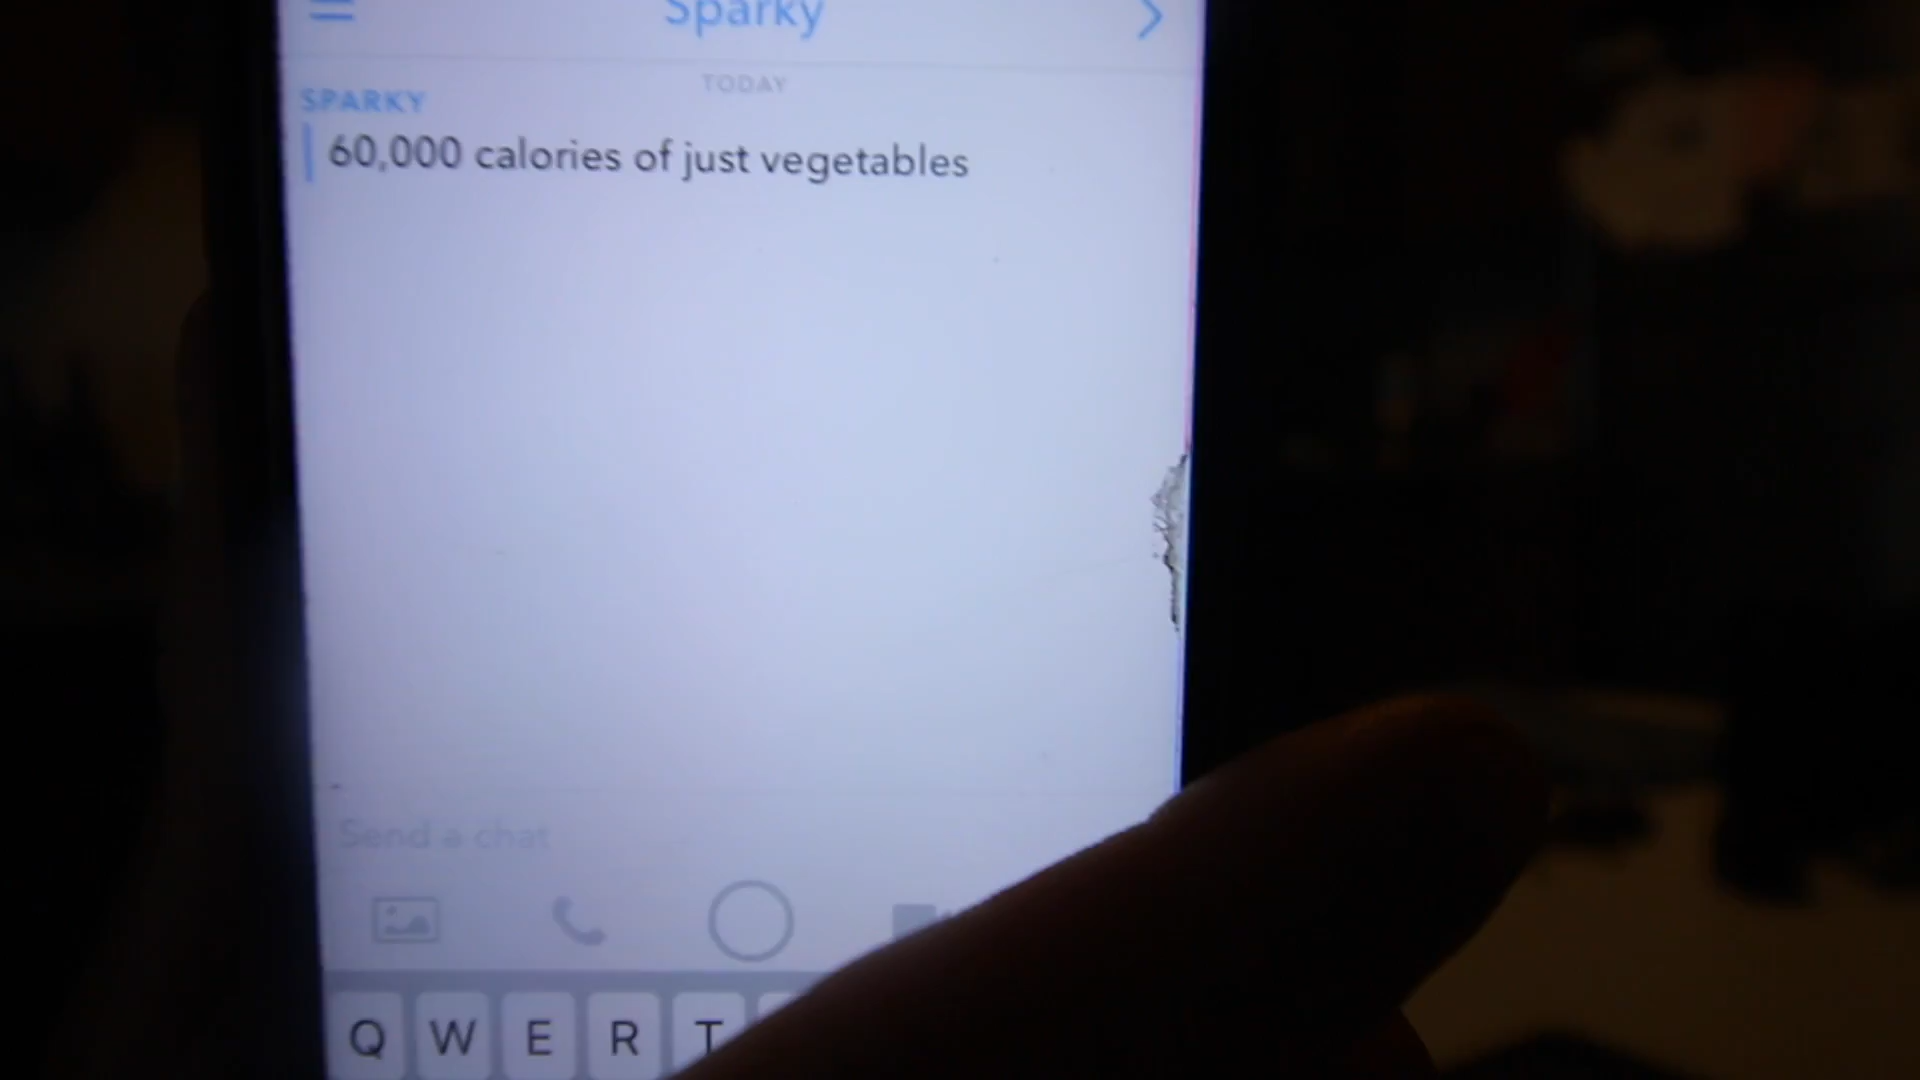 Sparky
TODAY
SPARKY
60,000 calories of just vegetables
Send a chat
Q W E R T